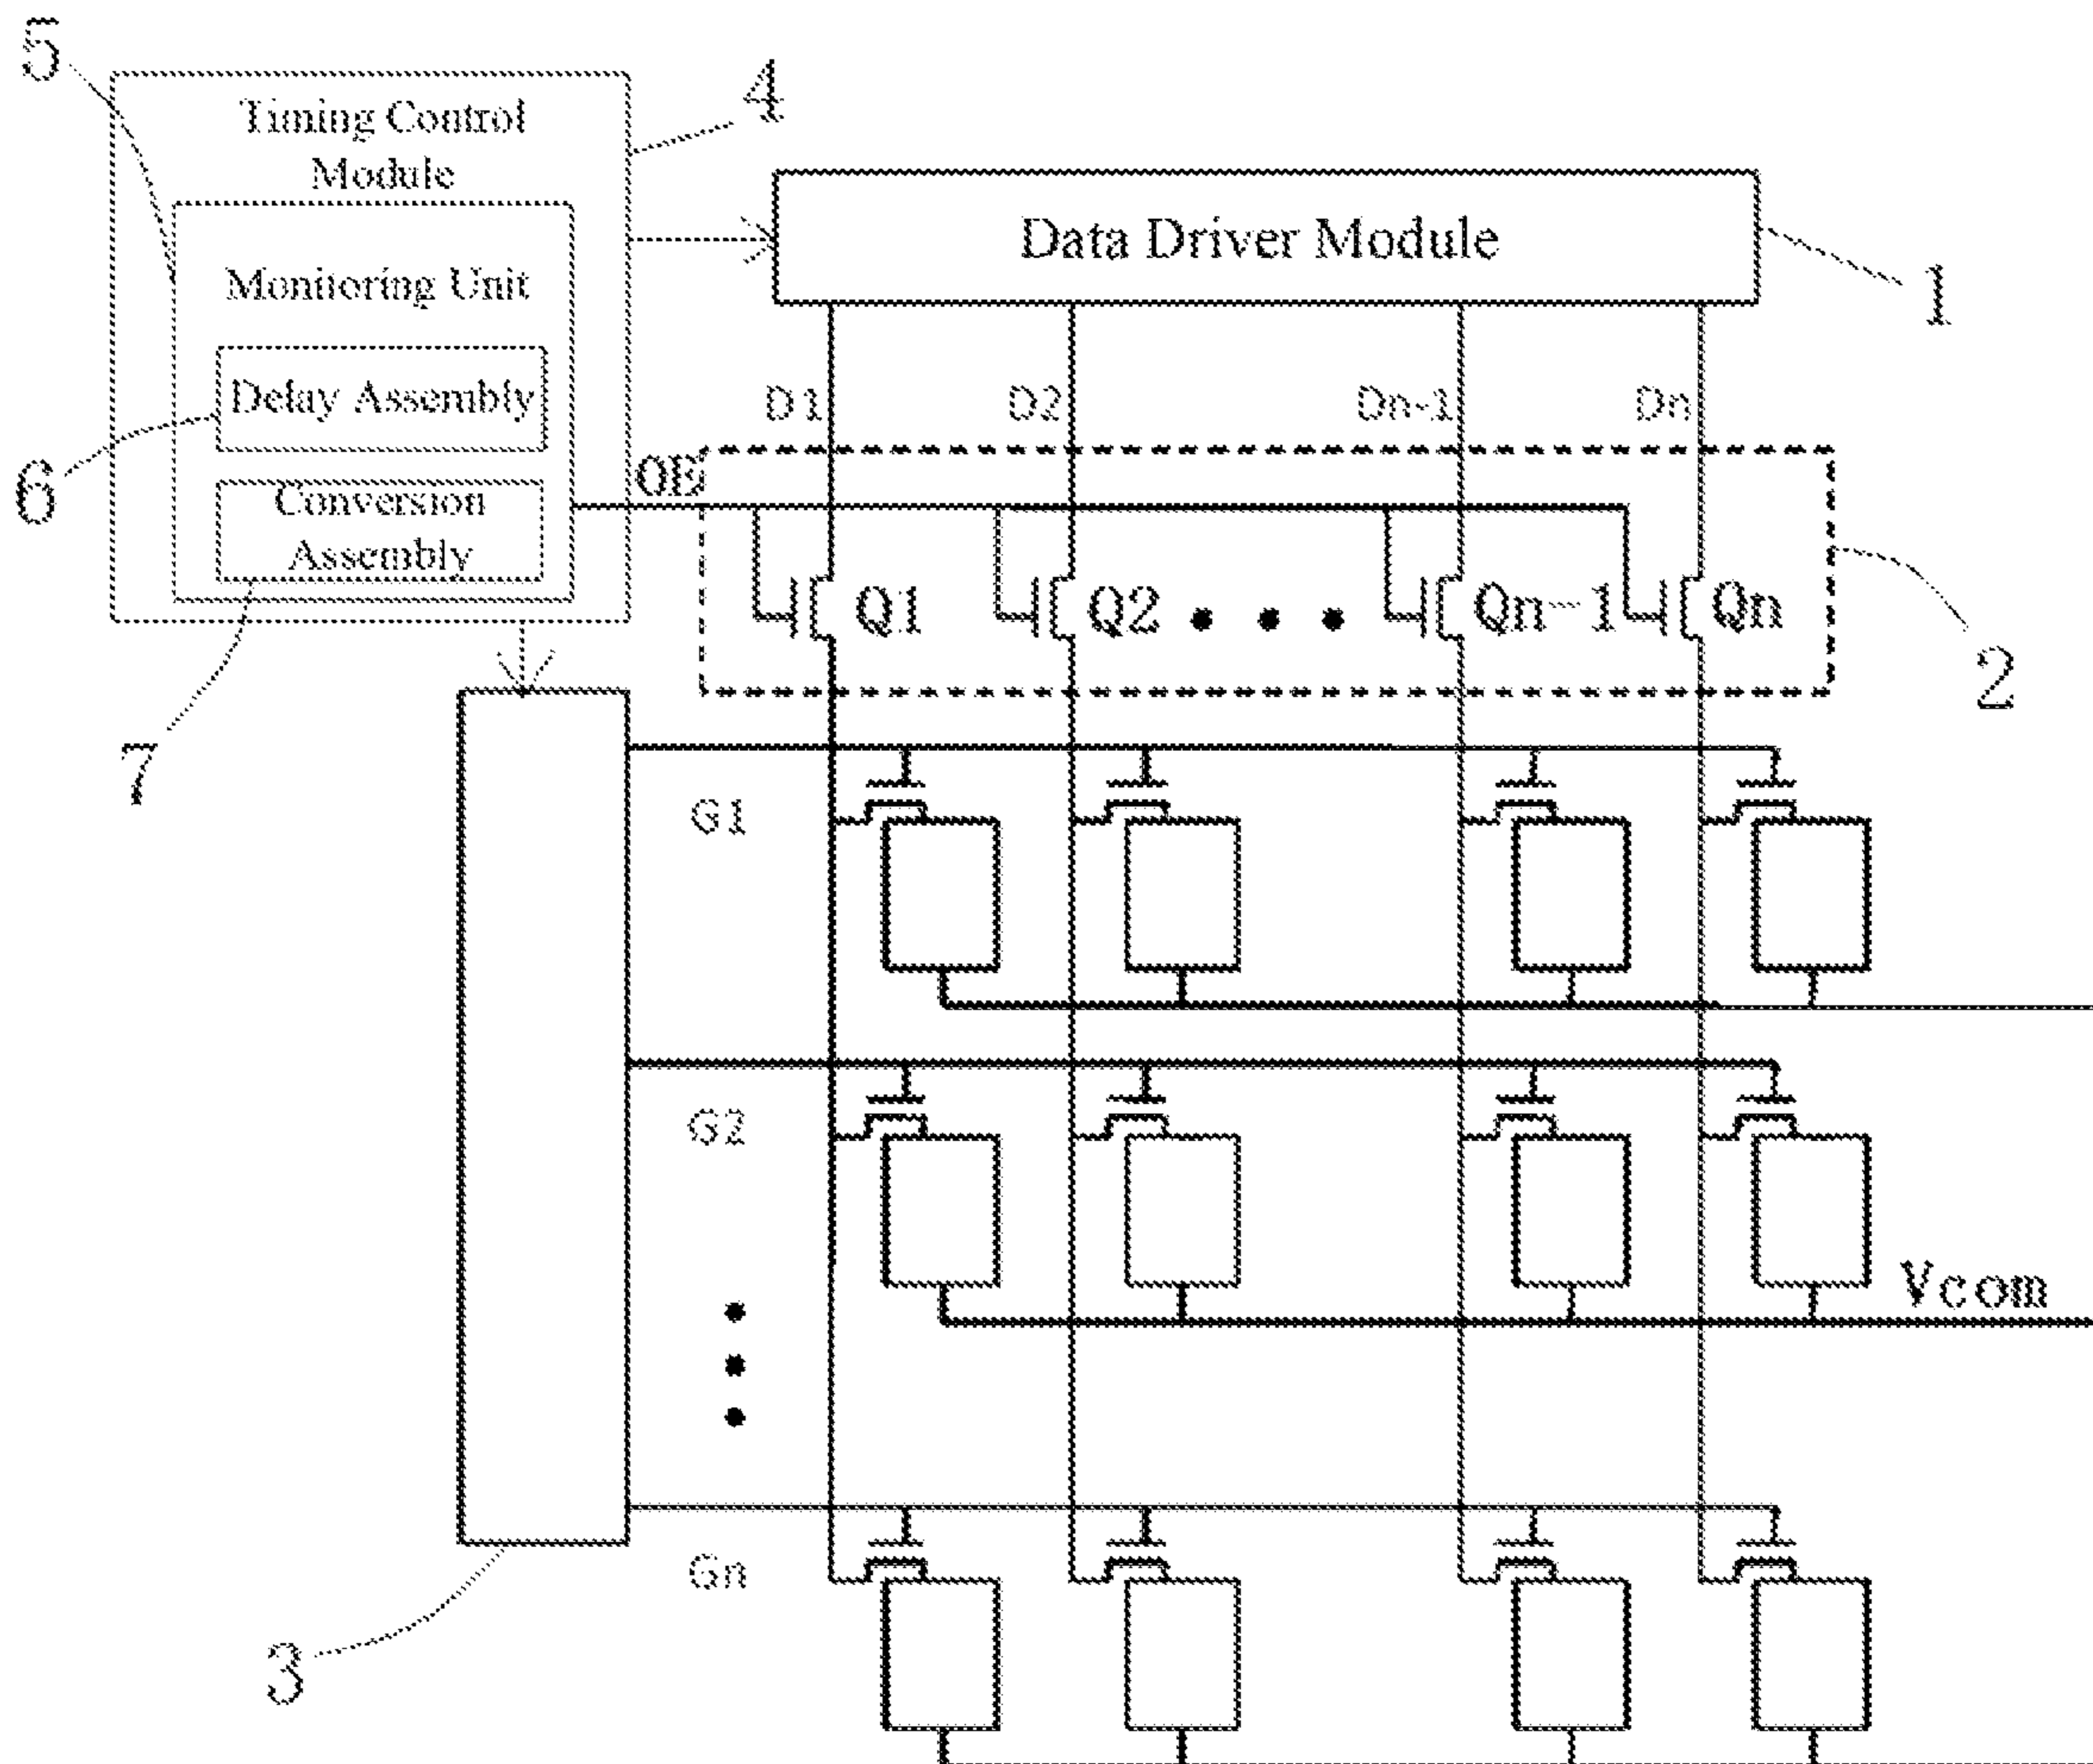 5
4
Timing Control
Module
Data Driver Module
1
Monitoring Unit
Delay Assembly
D1
D2
Dn-1
Dn
6
OE
Conversion
Assembly
Q1
Q2
Qn-1
Qn
2
7
G1
G2
Vcom
Gn
3